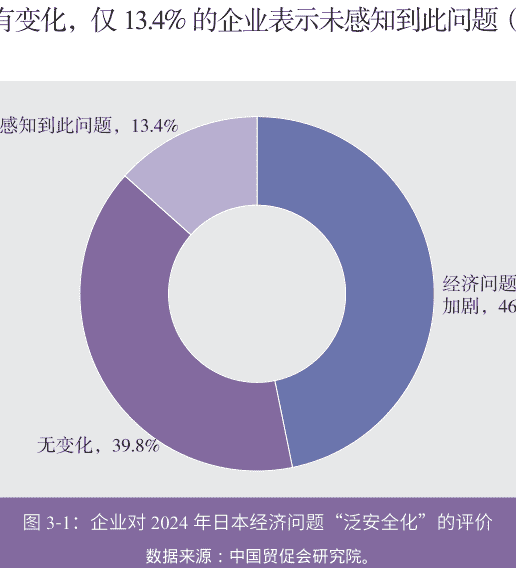 有变化，仅 13.4% 的企业表示未感知到此问题（
感知到此问题，13.4%
经济问题
加剧，46
无变化，39.8%
图 3-1：企业对 2024 年日本经济问题“泛安全化”的评价
数据来源：中国贸促会研究院。